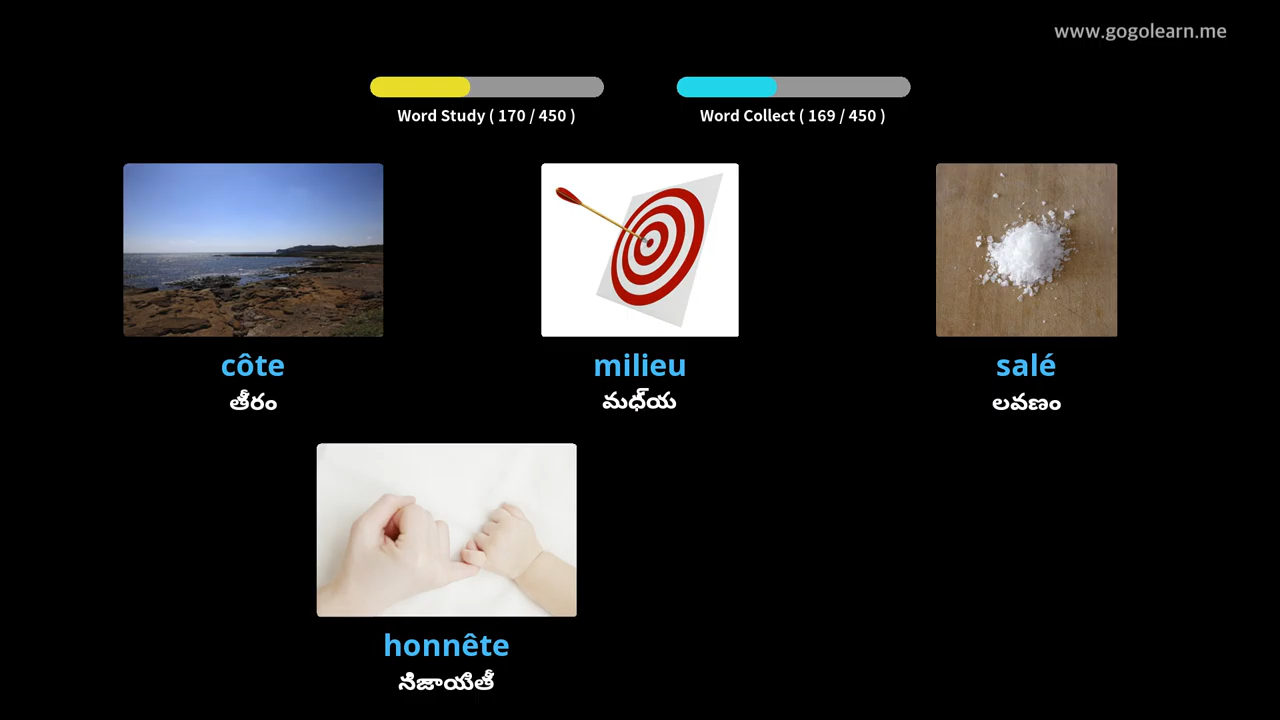 www.gogolearn.me
Word Study ( 170 / 450 )
Word Collect ( 169 / 450 )
côte
తీరం
milieu
మధ్య
salé
లవణం
honnête
నిజాయితీ